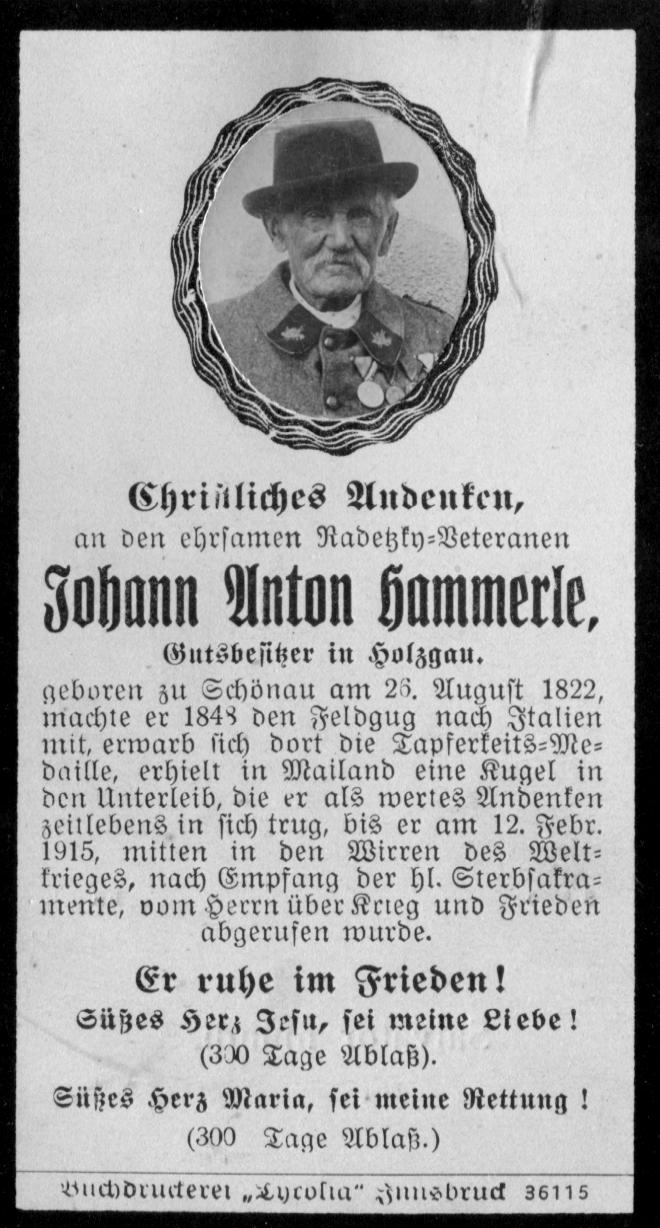 Christliches Andenken,
an den ehrsamen Radetzky-Veteranen
Johann Anton Hammerle,
Gutsbesitzer in Holzgau.
geboren zu Schönau am 26. August 1822,
machte er 1848 den Feldgug nach Italien
mit, erwarb sich dort die Tapferkeits-Me-
daille, erhielt in Mailand eine Kugel in
den Unterleib, die er als wertes Andenken
zeitlebens in sich trug, bis er am 12. Febr.
1915, mitten in den Wirren des Welt-
krieges, nach Empfang der hl. Sterbsakra-
mente, vom Herrn über Krieg und Frieden
abgerufen wurde.
Er ruhe im Frieden!
Süßes Herz Jesu, sei meine Liebe!
(300 Tage Ablaß).
Süßes Herz Maria, sei meine Rettung!
(300 Tage Ablaß.)
Buchdruckerei „Lycosia" Innsbruck 36115